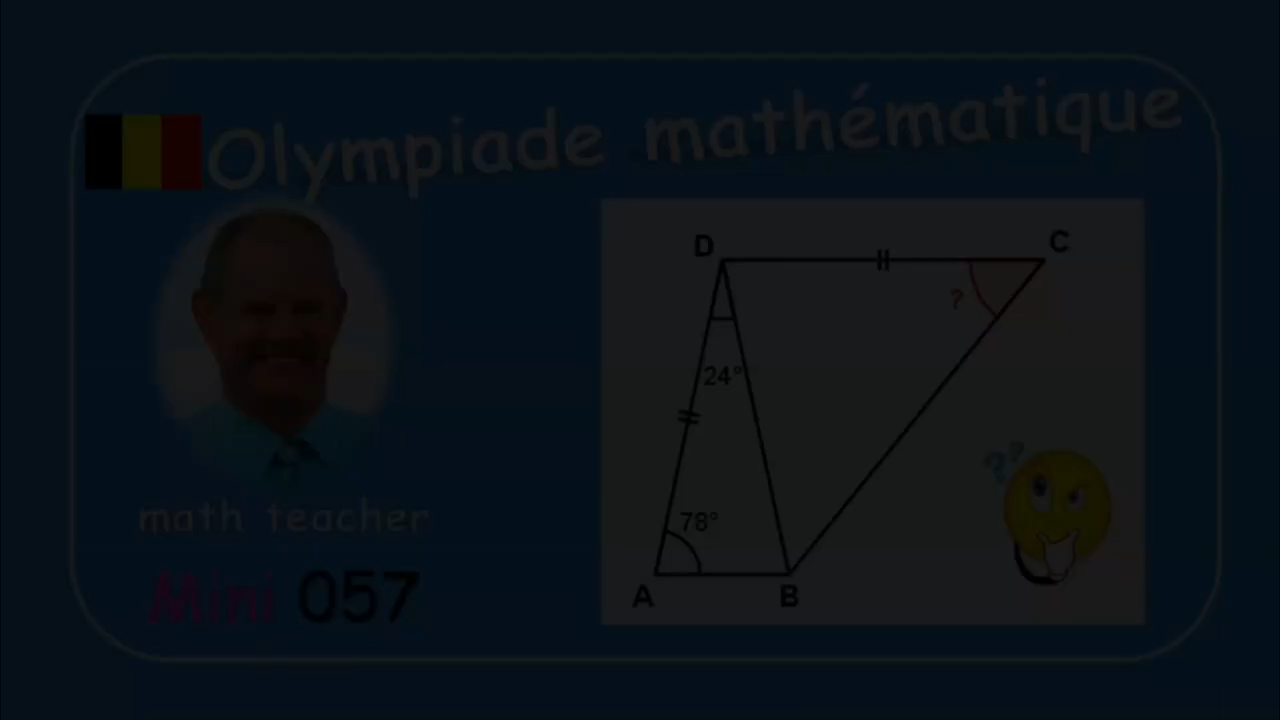 Olympiade mathématique
D
C
?
24°
??
78°
math teacher
A
B
Mini 057